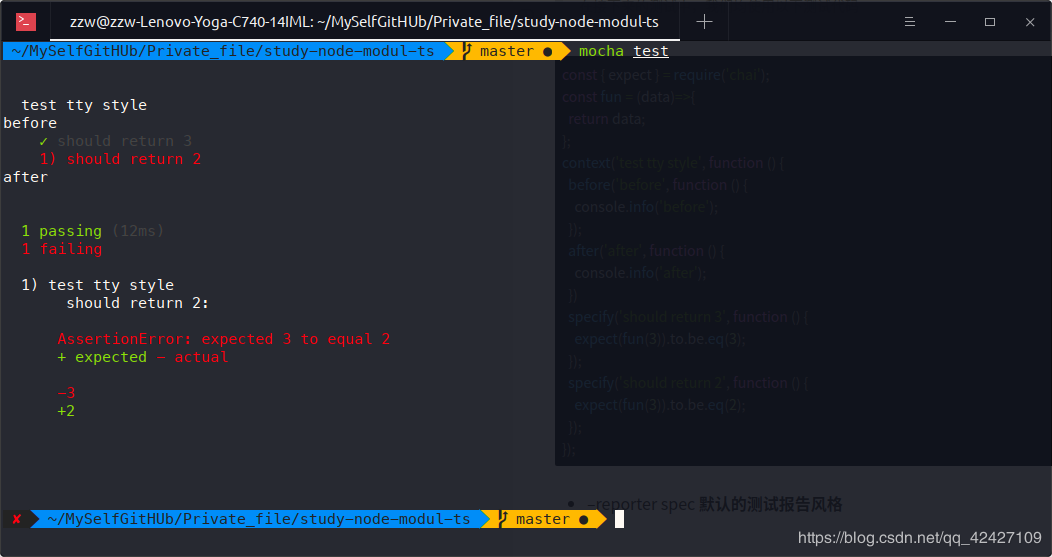 zzw@zzw-Lenovo-Yoga-C740-14IML: ~/MySelfGitHUb/Private_file/study-node-modul-ts
~/MySelfGitHUb/Private_file/study-node-modul-ts master ● mocha test
test tty style
before
✓ should return 3
1) should return 2
after
1 passing (12ms)
1 failing
1) test tty style
should return 2:
AssertionError: expected 3 to equal 2
+ expected - actual
-3
+2
✘ ~/MySelfGitHUb/Private_file/study-node-modul-ts master ●
const { expect } = require('chai');
const fun = (data)=>{
return data;
};
context('test tty style', function () {
before('before', function () {
console.info('before');
});
after('after', function () {
console.info('after');
})
specify('should return 3', function () {
expect(fun(3)).to.be.eq(3);
});
specify('should return 2', function () {
expect(fun(3)).to.be.eq(2);
});
});
• –reporter spec 默认的测试报告风格
https://blog.csdn.net/qq_42427109